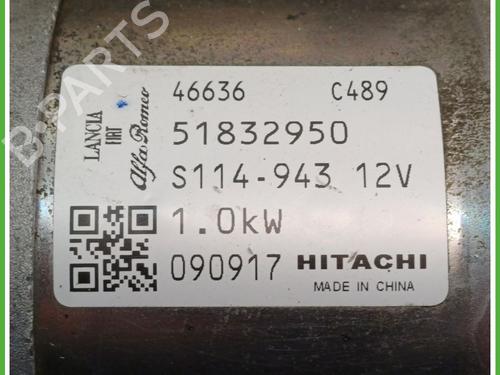 46636 C489
LANCIA
FIAT
Alfa Romeo
51832950
S114-943 12V
1.0kW
090917 HITACHI
MADE IN CHINA
B-PARTS